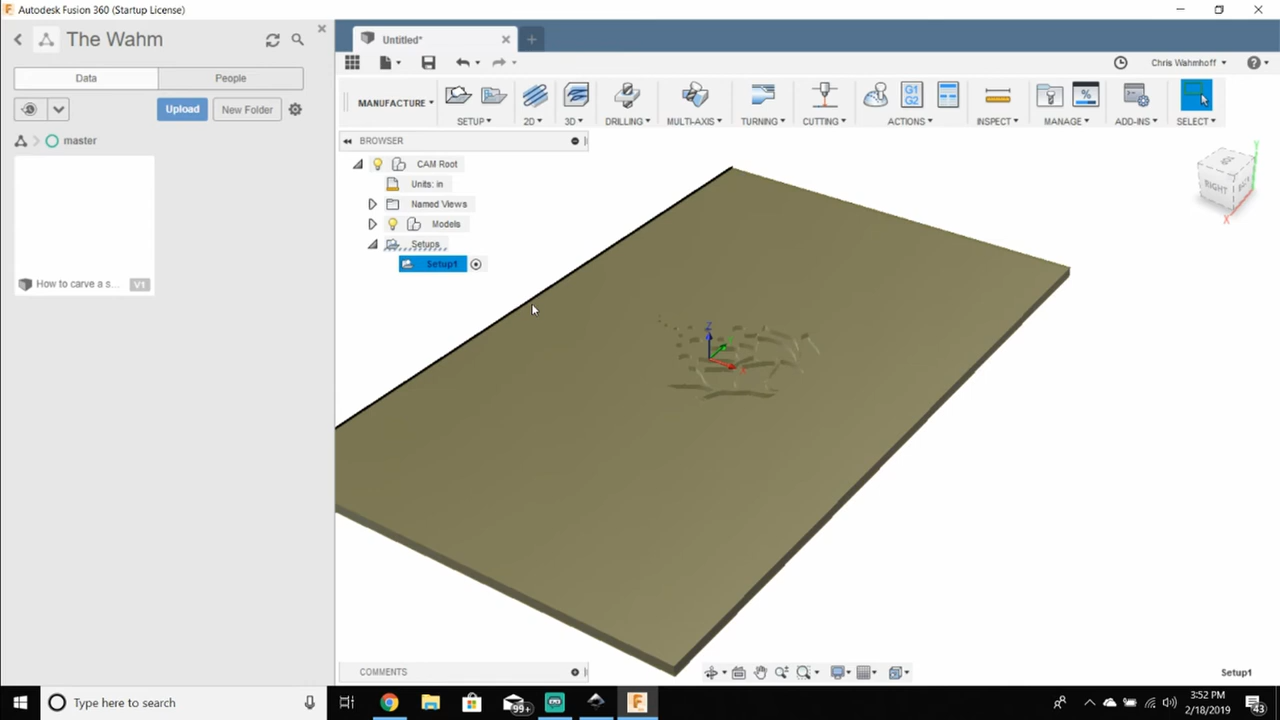 Autodesk Fusion 360 (Startup License)
The Wahm
Untitled*
Data
People
Chris Wahmhoff
MANUFACTURE
G1
G2
%
Upload
New Folder
SETUP
2D
3D
DRILLING
MULTI-AXIS
TURNING
CUTTING
ACTIONS
INSPECT
MANAGE
ADD-INS
SELECT
master
BROWSER
CAM Root
Units: in
Named Views
Models
Setups
Setup1
How to carve a s...
V1
RIGHT
Y
X
Z
COMMENTS
Setup1
Type here to search
99+
3:52 PM
2/18/2019
43